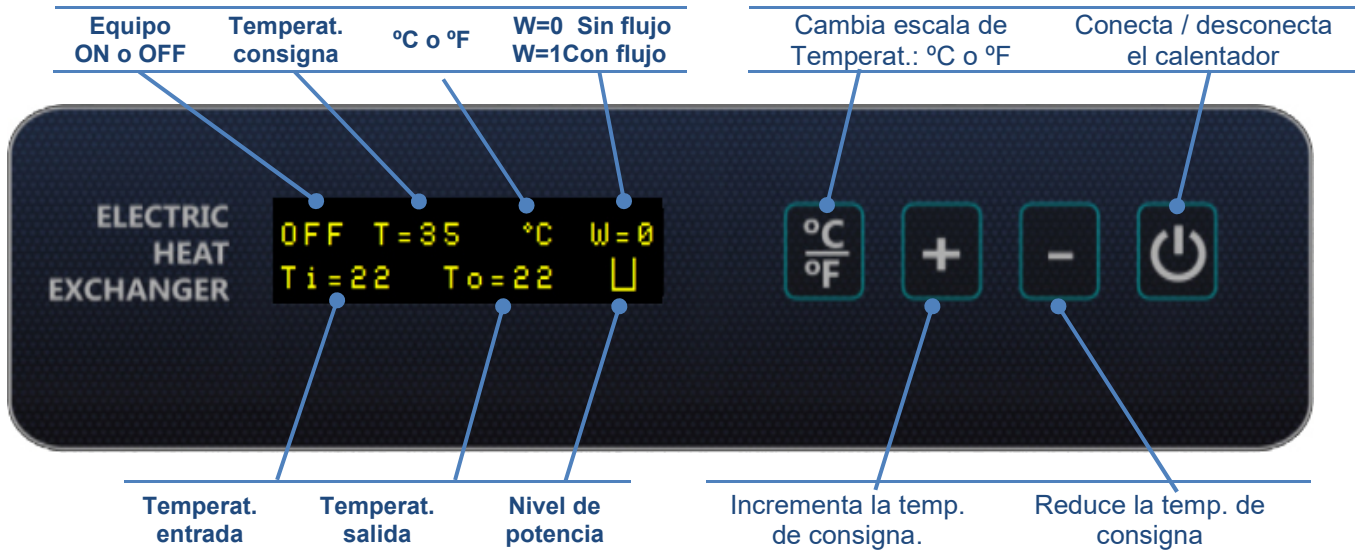 Equipo
ON o OFF
Temperat.
consigna
ºC o ºF
W=0 Sin flujo
W=1Con flujo
Cambia escala de
Temperat.: ºC o ºF
Conecta / desconecta
el calentador
ELECTRIC
HEAT
EXCHANGER
OFF T=35 °C W=0
Ti=22 To=22
ºC
ºF
+
-
Temperat.
entrada
Temperat.
salida
Nivel de
potencia
Incrementa la temp.
de consigna.
Reduce la temp. de
consigna